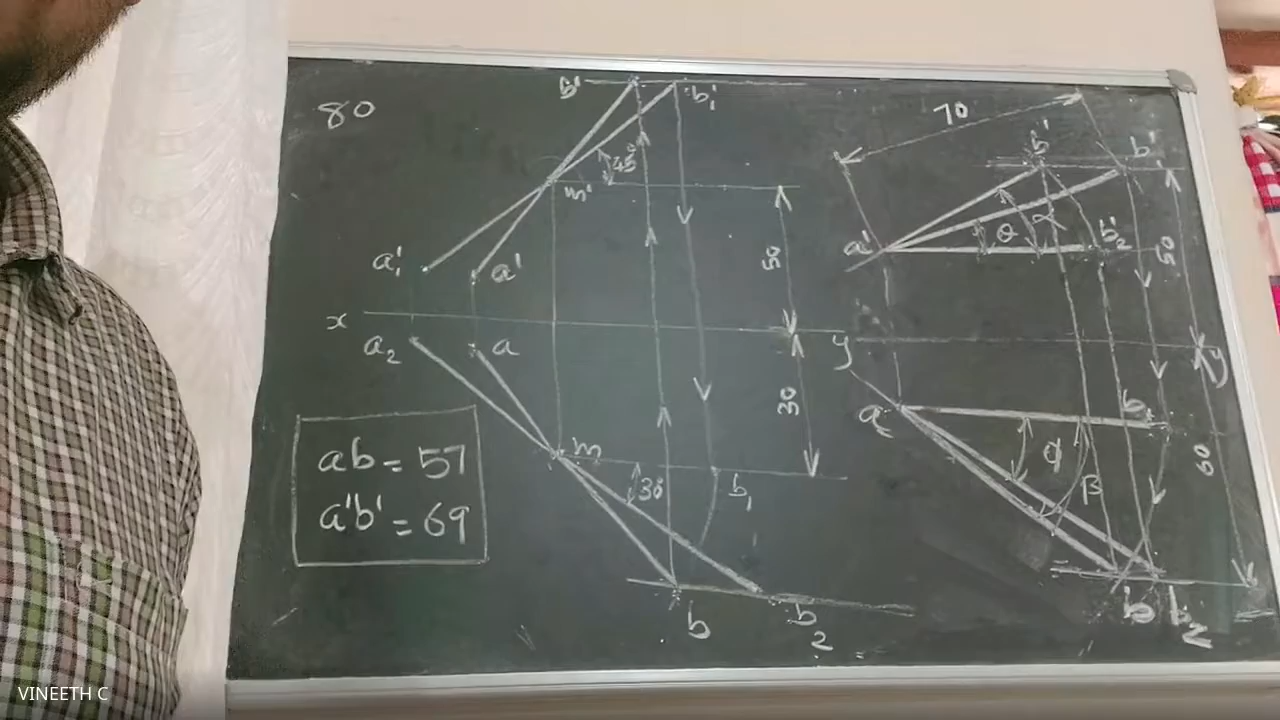 80
b'
b₁'
45°
m'
a₁'
a'
50
x
y
a₂
a
30
m
30°
b₁
b
b₂
ab = 57
a'b' = 69
70
b'
b₁'
a'
θ
α
b₂'
50
y
a
b₁
φ
β
60
b
b₂
VINEETH C